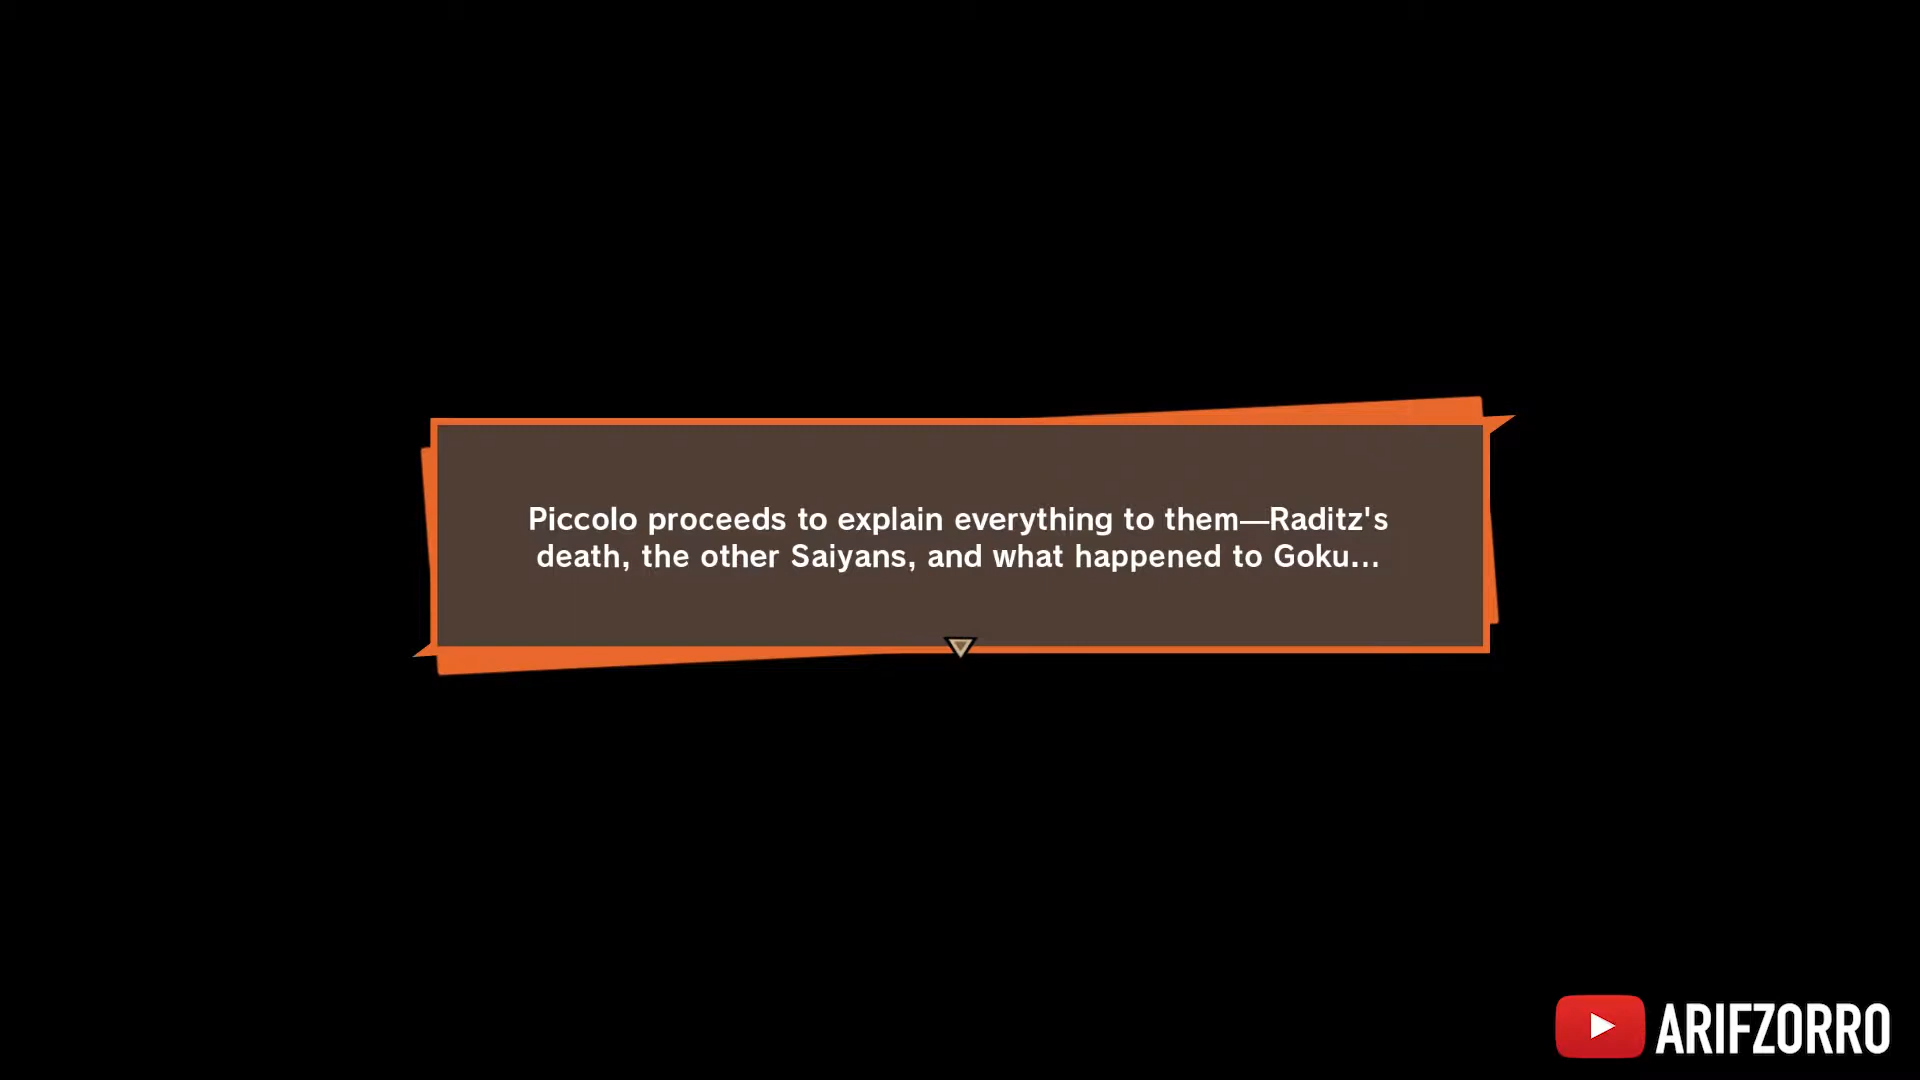 Piccolo proceeds to explain everything to them—Raditz's
death, the other Saiyans, and what happened to Goku...
ARIFZORRO